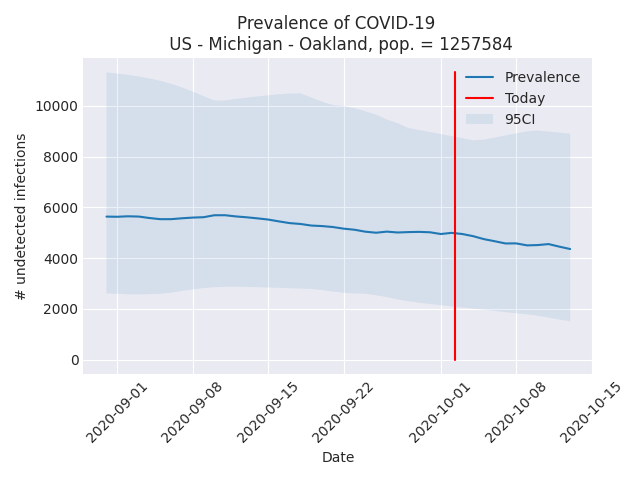 Prevalence of COVID-19
US - Michigan - Oakland, pop. = 1257584
# undetected infections
10000
8000
6000
4000
2000
0
Prevalence
Today
95CI
2020-09-01
2020-09-08
2020-09-15
2020-09-22
2020-10-01
2020-10-08
2020-10-15
Date